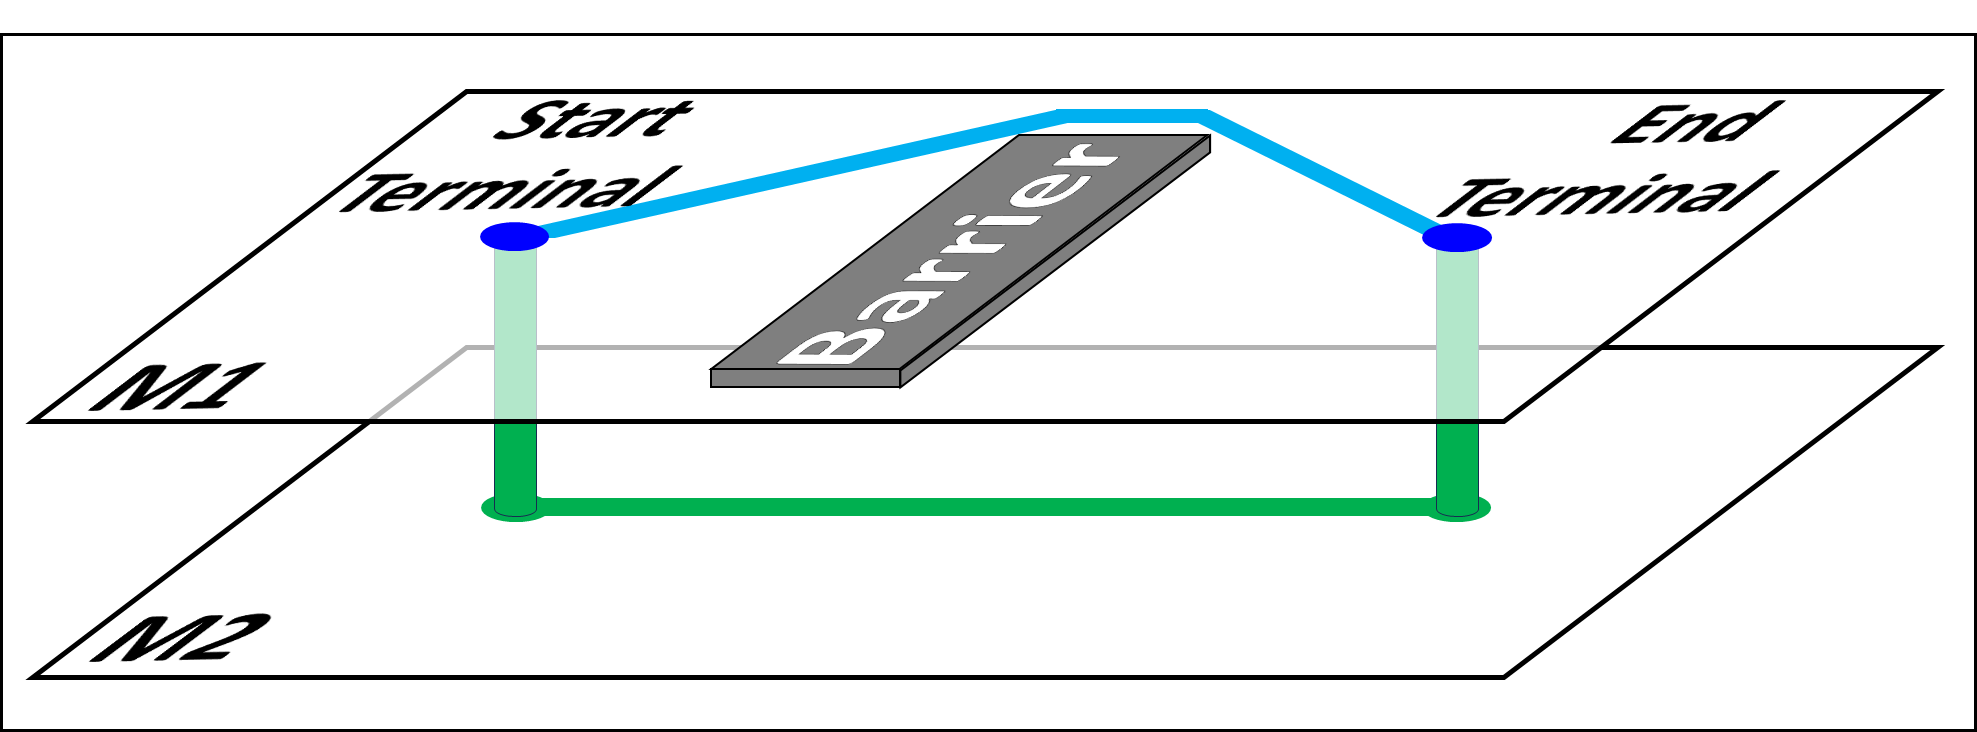 Start
Terminal
End
Terminal
Barrier
M1
M2